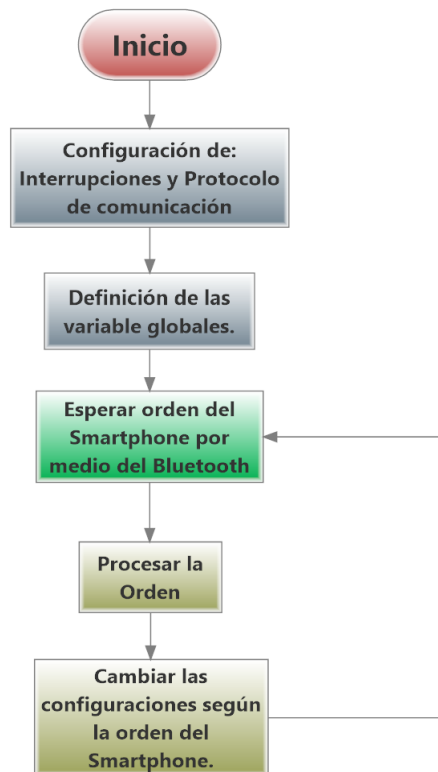 Inicio
Configuración de:
Interrupciones y Protocolo
de comunicación
Definición de las
variable globales.
Esperar orden del
Smartphone por
medio del Bluetooth
Procesar la
Orden
Cambiar las
configuraciones según
la orden del
Smartphone.